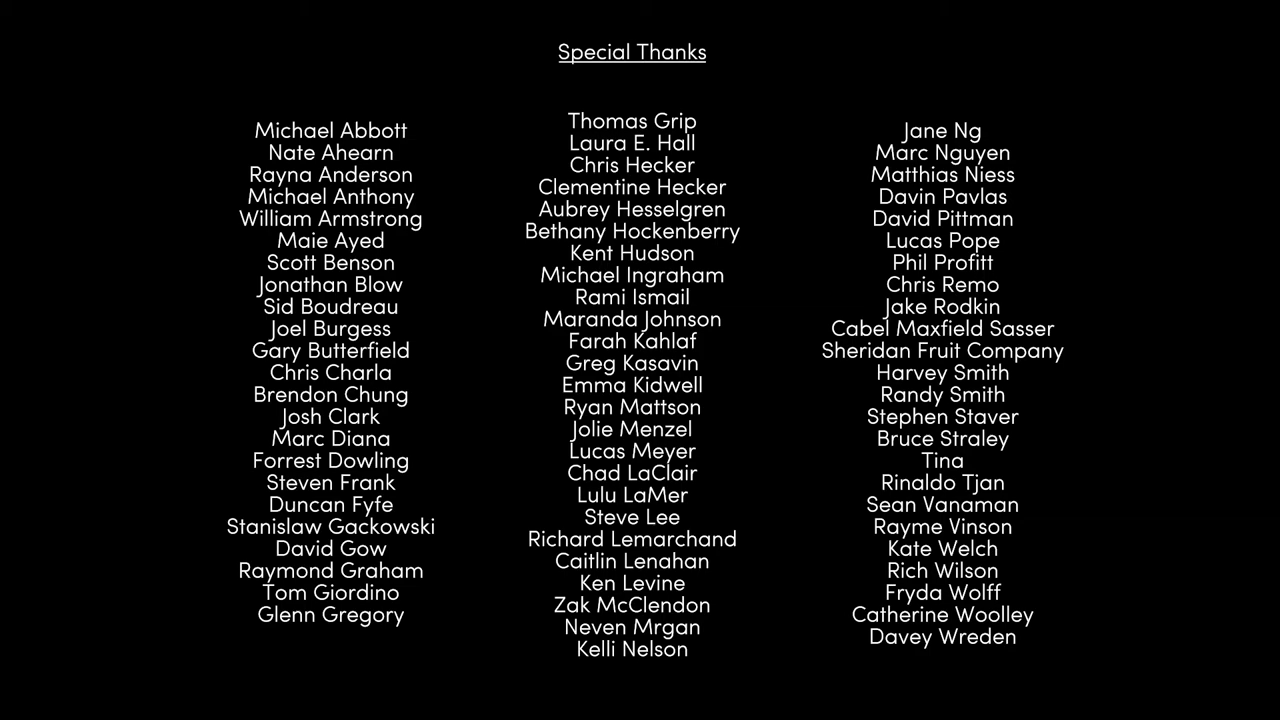 Special Thanks
Michael Abbott
Nate Ahearn
Rayna Anderson
Michael Anthony
William Armstrong
Maie Ayed
Scott Benson
Jonathan Blow
Sid Boudreau
Joel Burgess
Gary Butterfield
Chris Charla
Brendon Chung
Josh Clark
Marc Diana
Forrest Dowling
Steven Frank
Duncan Fyfe
Stanislaw Gackowski
David Gow
Raymond Graham
Tom Giordino
Glenn Gregory
Thomas Grip
Laura E. Hall
Chris Hecker
Clementine Hecker
Aubrey Hesselgren
Bethany Hockenberry
Kent Hudson
Michael Ingraham
Rami Ismail
Maranda Johnson
Farah Kahlaf
Greg Kasavin
Emma Kidwell
Ryan Mattson
Jolie Menzel
Lucas Meyer
Chad LaClair
Lulu LaMer
Steve Lee
Richard Lemarchand
Caitlin Lenahan
Ken Levine
Zak McClendon
Neven Mrgan
Kelli Nelson
Jane Ng
Marc Nguyen
Matthias Niess
Davin Pavlas
David Pittman
Lucas Pope
Phil Profitt
Chris Remo
Jake Rodkin
Cabel Maxfield Sasser
Sheridan Fruit Company
Harvey Smith
Randy Smith
Stephen Staver
Bruce Straley
Tina
Rinaldo Tjan
Sean Vanaman
Rayme Vinson
Kate Welch
Rich Wilson
Fryda Wolff
Catherine Woolley
Davey Wreden